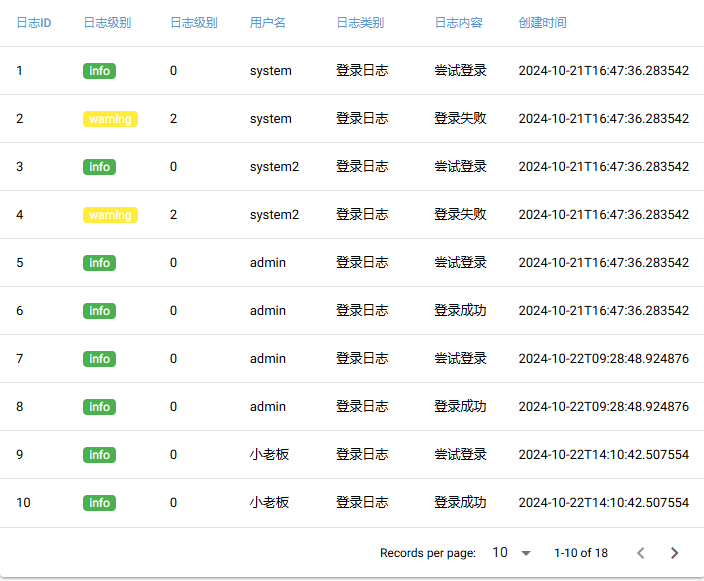 日志ID 日志级别 日志级别 用户名 日志类别 日志内容 创建时间
1 info 0 system 登录日志 尝试登录 2024-10-21T16:47:36.283542
2 warning 2 system 登录日志 登录失败 2024-10-21T16:47:36.283542
3 info 0 system2 登录日志 尝试登录 2024-10-21T16:47:36.283542
4 warning 2 system2 登录日志 登录失败 2024-10-21T16:47:36.283542
5 info 0 admin 登录日志 尝试登录 2024-10-21T16:47:36.283542
6 info 0 admin 登录日志 登录成功 2024-10-21T16:47:36.283542
7 info 0 admin 登录日志 尝试登录 2024-10-22T09:28:48.924876
8 info 0 admin 登录日志 登录成功 2024-10-22T09:28:48.924876
9 info 0 小老板 登录日志 尝试登录 2024-10-22T14:10:42.507554
10 info 0 小老板 登录日志 登录成功 2024-10-22T14:10:42.507554
Records per page: 10 1-10 of 18